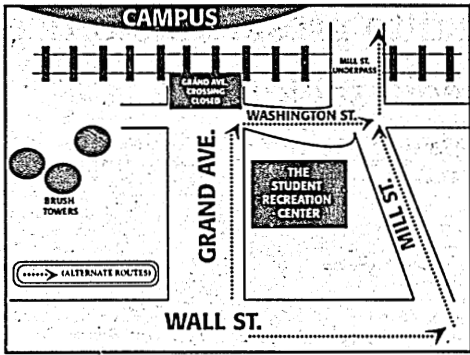 CAMPUS
MILL ST.
UNDERPASS
GRAND AVE.
CROSSING
CLOSED
WASHINGTON ST.
GRAND AVE.
THE
STUDENT
RECREATION
CENTER
MILL ST.
BRUSH
TOWERS
(ALTERNATE ROUTES)
WALL ST.